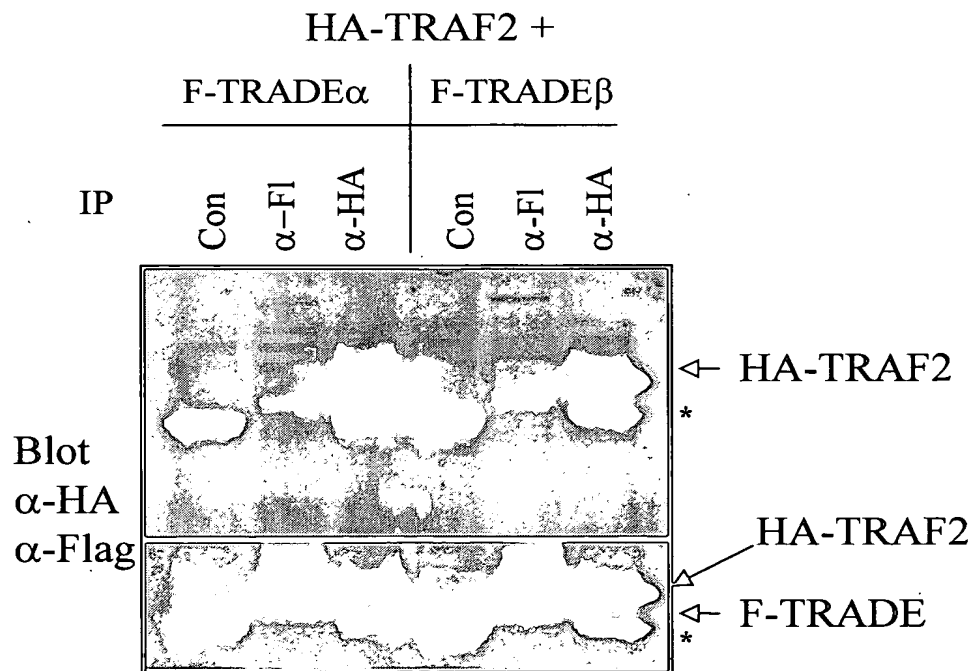 HA-TRAF2 +
F-TRADEα F-TRADEβ
IP Con α-Fl α-HA Con α-Fl α-HA
HA-TRAF2
*
Blot
α-HA
α-Flag
HA-TRAF2
F-TRADE
*